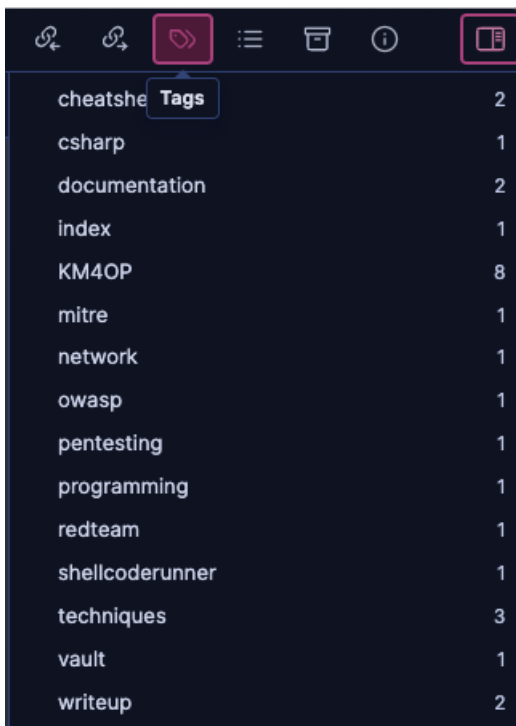 cheatshe Tags 2
csharp 1
documentation 2
index 1
KM4OP 8
mitre 1
network 1
owasp 1
pentesting 1
programming 1
redteam 1
shellcoderunner 1
techniques 3
vault 1
writeup 2